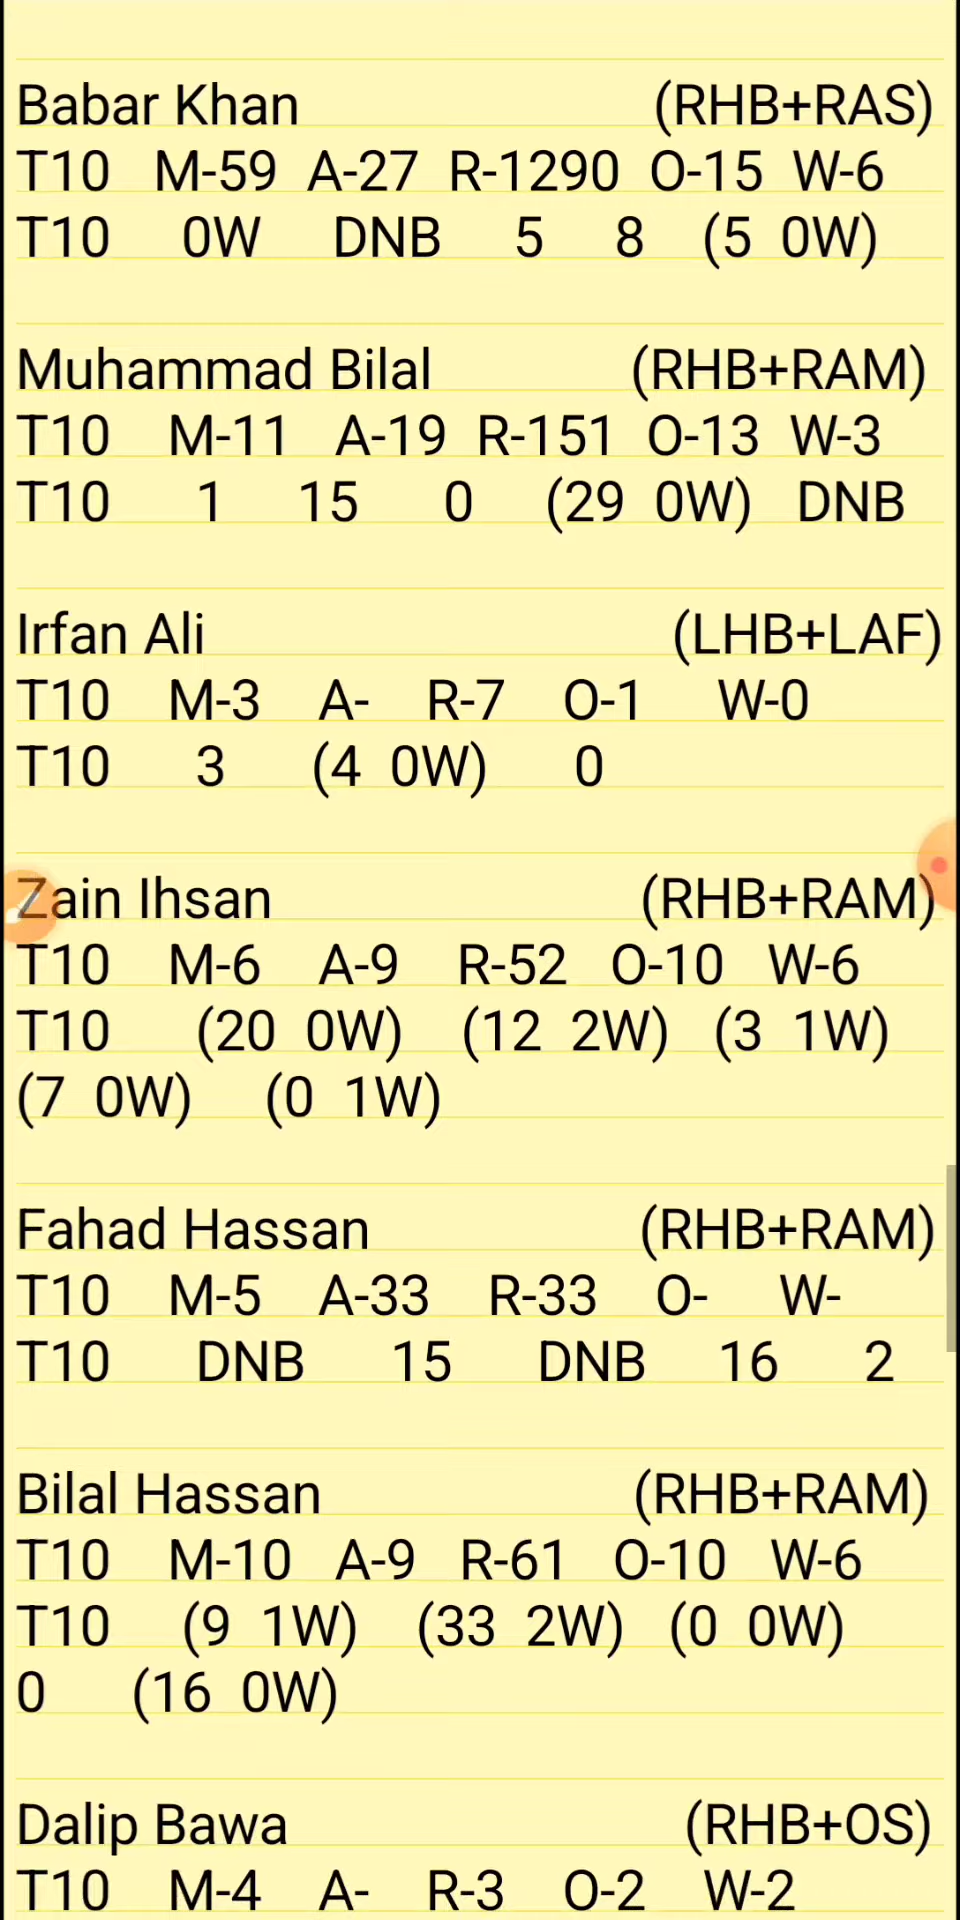 Babar Khan (RHB+RAS)
T10 M-59 A-27 R-1290 O-15 W-6
T10 0W DNB 5 8 (5 0W)
Muhammad Bilal (RHB+RAM)
T10 M-11 A-19 R-151 O-13 W-3
T10 1 15 0 (29 0W) DNB
Irfan Ali (LHB+LAF)
T10 M-3 A- R-7 O-1 W-0
T10 3 (4 0W) 0
Zain Ihsan (RHB+RAM)
T10 M-6 A-9 R-52 O-10 W-6
T10 (20 0W) (12 2W) (3 1W)
(7 0W) (0 1W)
Fahad Hassan (RHB+RAM)
T10 M-5 A-33 R-33 O- W-
T10 DNB 15 DNB 16 2
Bilal Hassan (RHB+RAM)
T10 M-10 A-9 R-61 O-10 W-6
T10 (9 1W) (33 2W) (0 0W)
0 (16 0W)
Dalip Bawa (RHB+OS)
T10 M-4 A- R-3 O-2 W-2